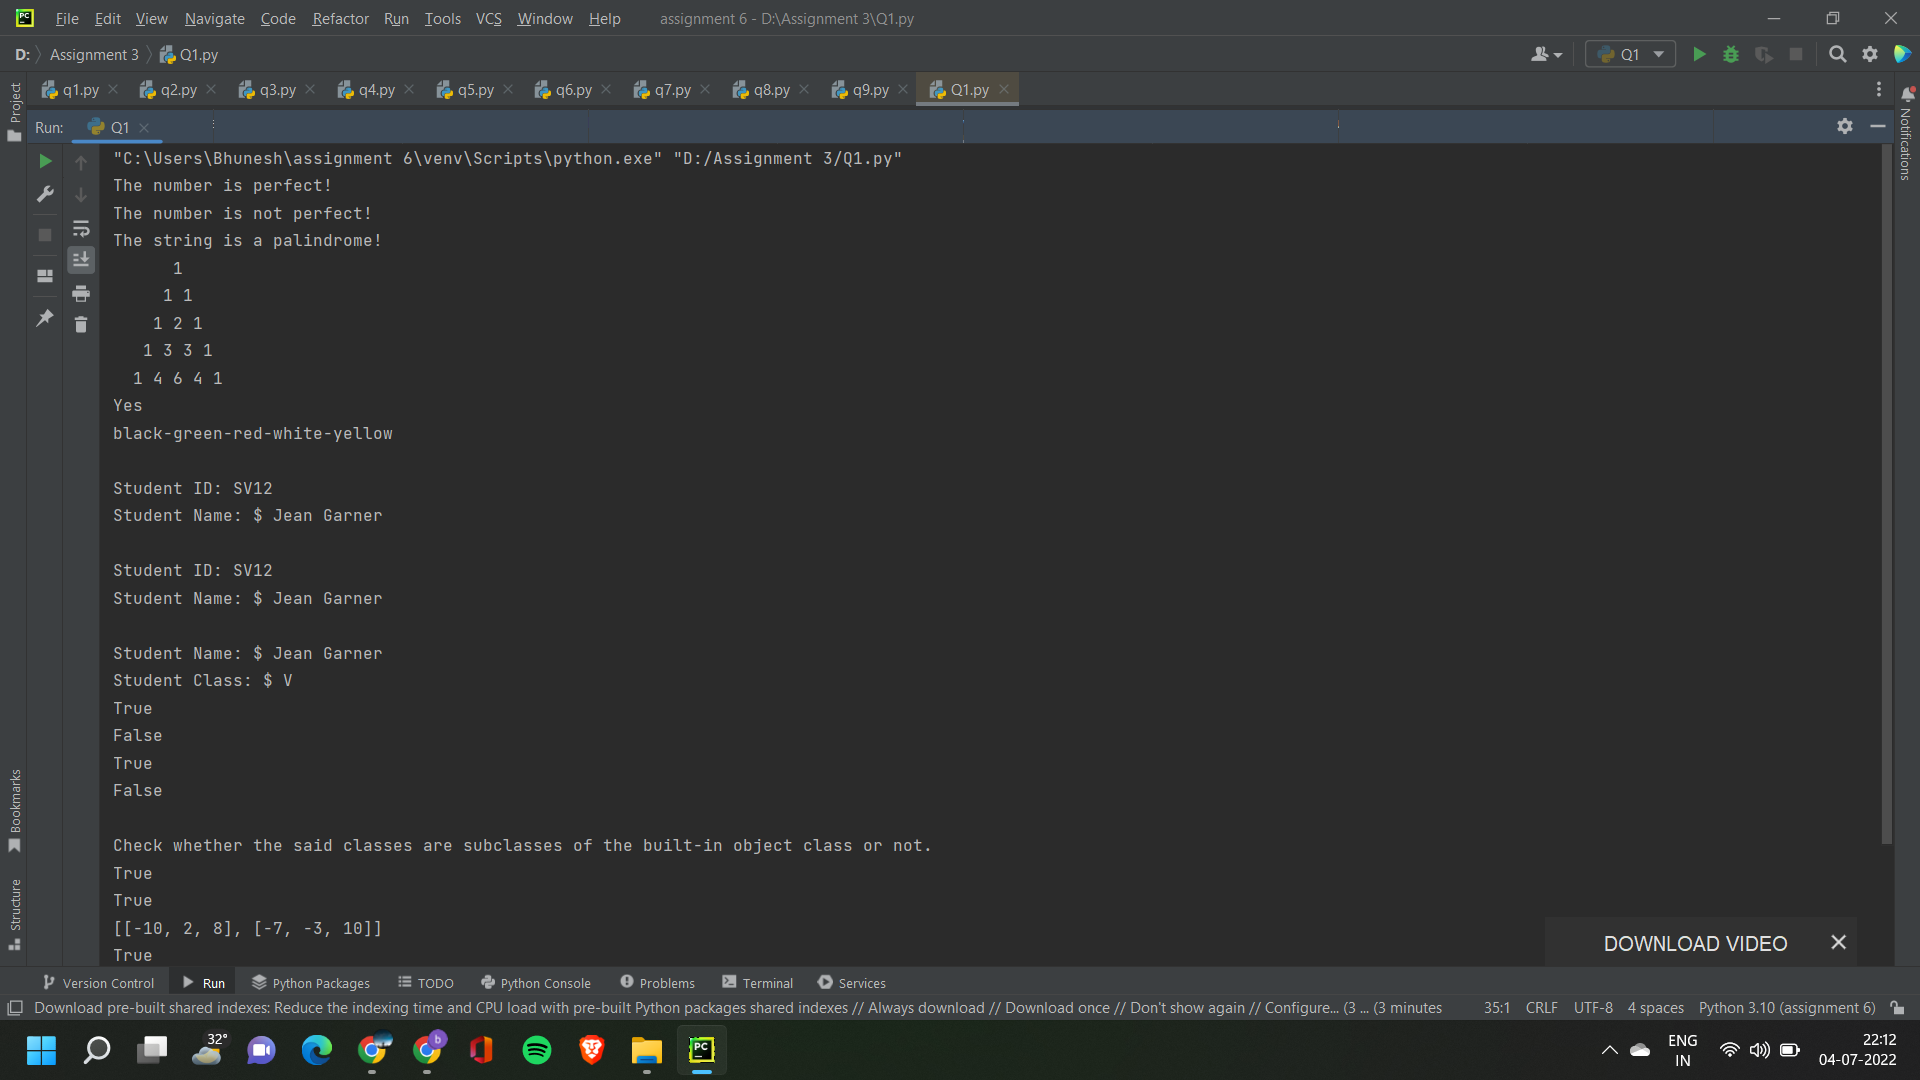 File Edit View Navigate Code Refactor Run Tools VCS Window Help assignment 6 - D:\Assignment 3\Q1.py
D: Assignment 3 Q1.py Q1
q1.py q2.py q3.py q4.py q5.py q6.py q7.py q8.py q9.py Q1.py
Project
Notifications
Run: Q1
"C:\Users\Bhunesh\assignment 6\venv\Scripts\python.exe" "D:/Assignment 3/Q1.py"
The number is perfect!
The number is not perfect!
The string is a palindrome!
1
1 1
1 2 1
1 3 3 1
1 4 6 4 1
Yes
black-green-red-white-yellow
Student ID: SV12
Student Name: $ Jean Garner
Student ID: SV12
Student Name: $ Jean Garner
Student Name: $ Jean Garner
Student Class: $ V
True
False
True
False
Check whether the said classes are subclasses of the built-in object class or not.
True
True
[[-10, 2, 8], [-7, -3, 10]]
True
Bookmarks
Structure
DOWNLOAD VIDEO
Version Control Run Python Packages TODO Python Console Problems Terminal Services
Download pre-built shared indexes: Reduce the indexing time and CPU load with pre-built Python packages shared indexes // Always download // Download once // Don't show again // Configure... (3 ... (3 minutes 35:1 CRLF UTF-8 4 spaces Python 3.10 (assignment 6)
32° b PC ENG 22:12
IN 04-07-2022